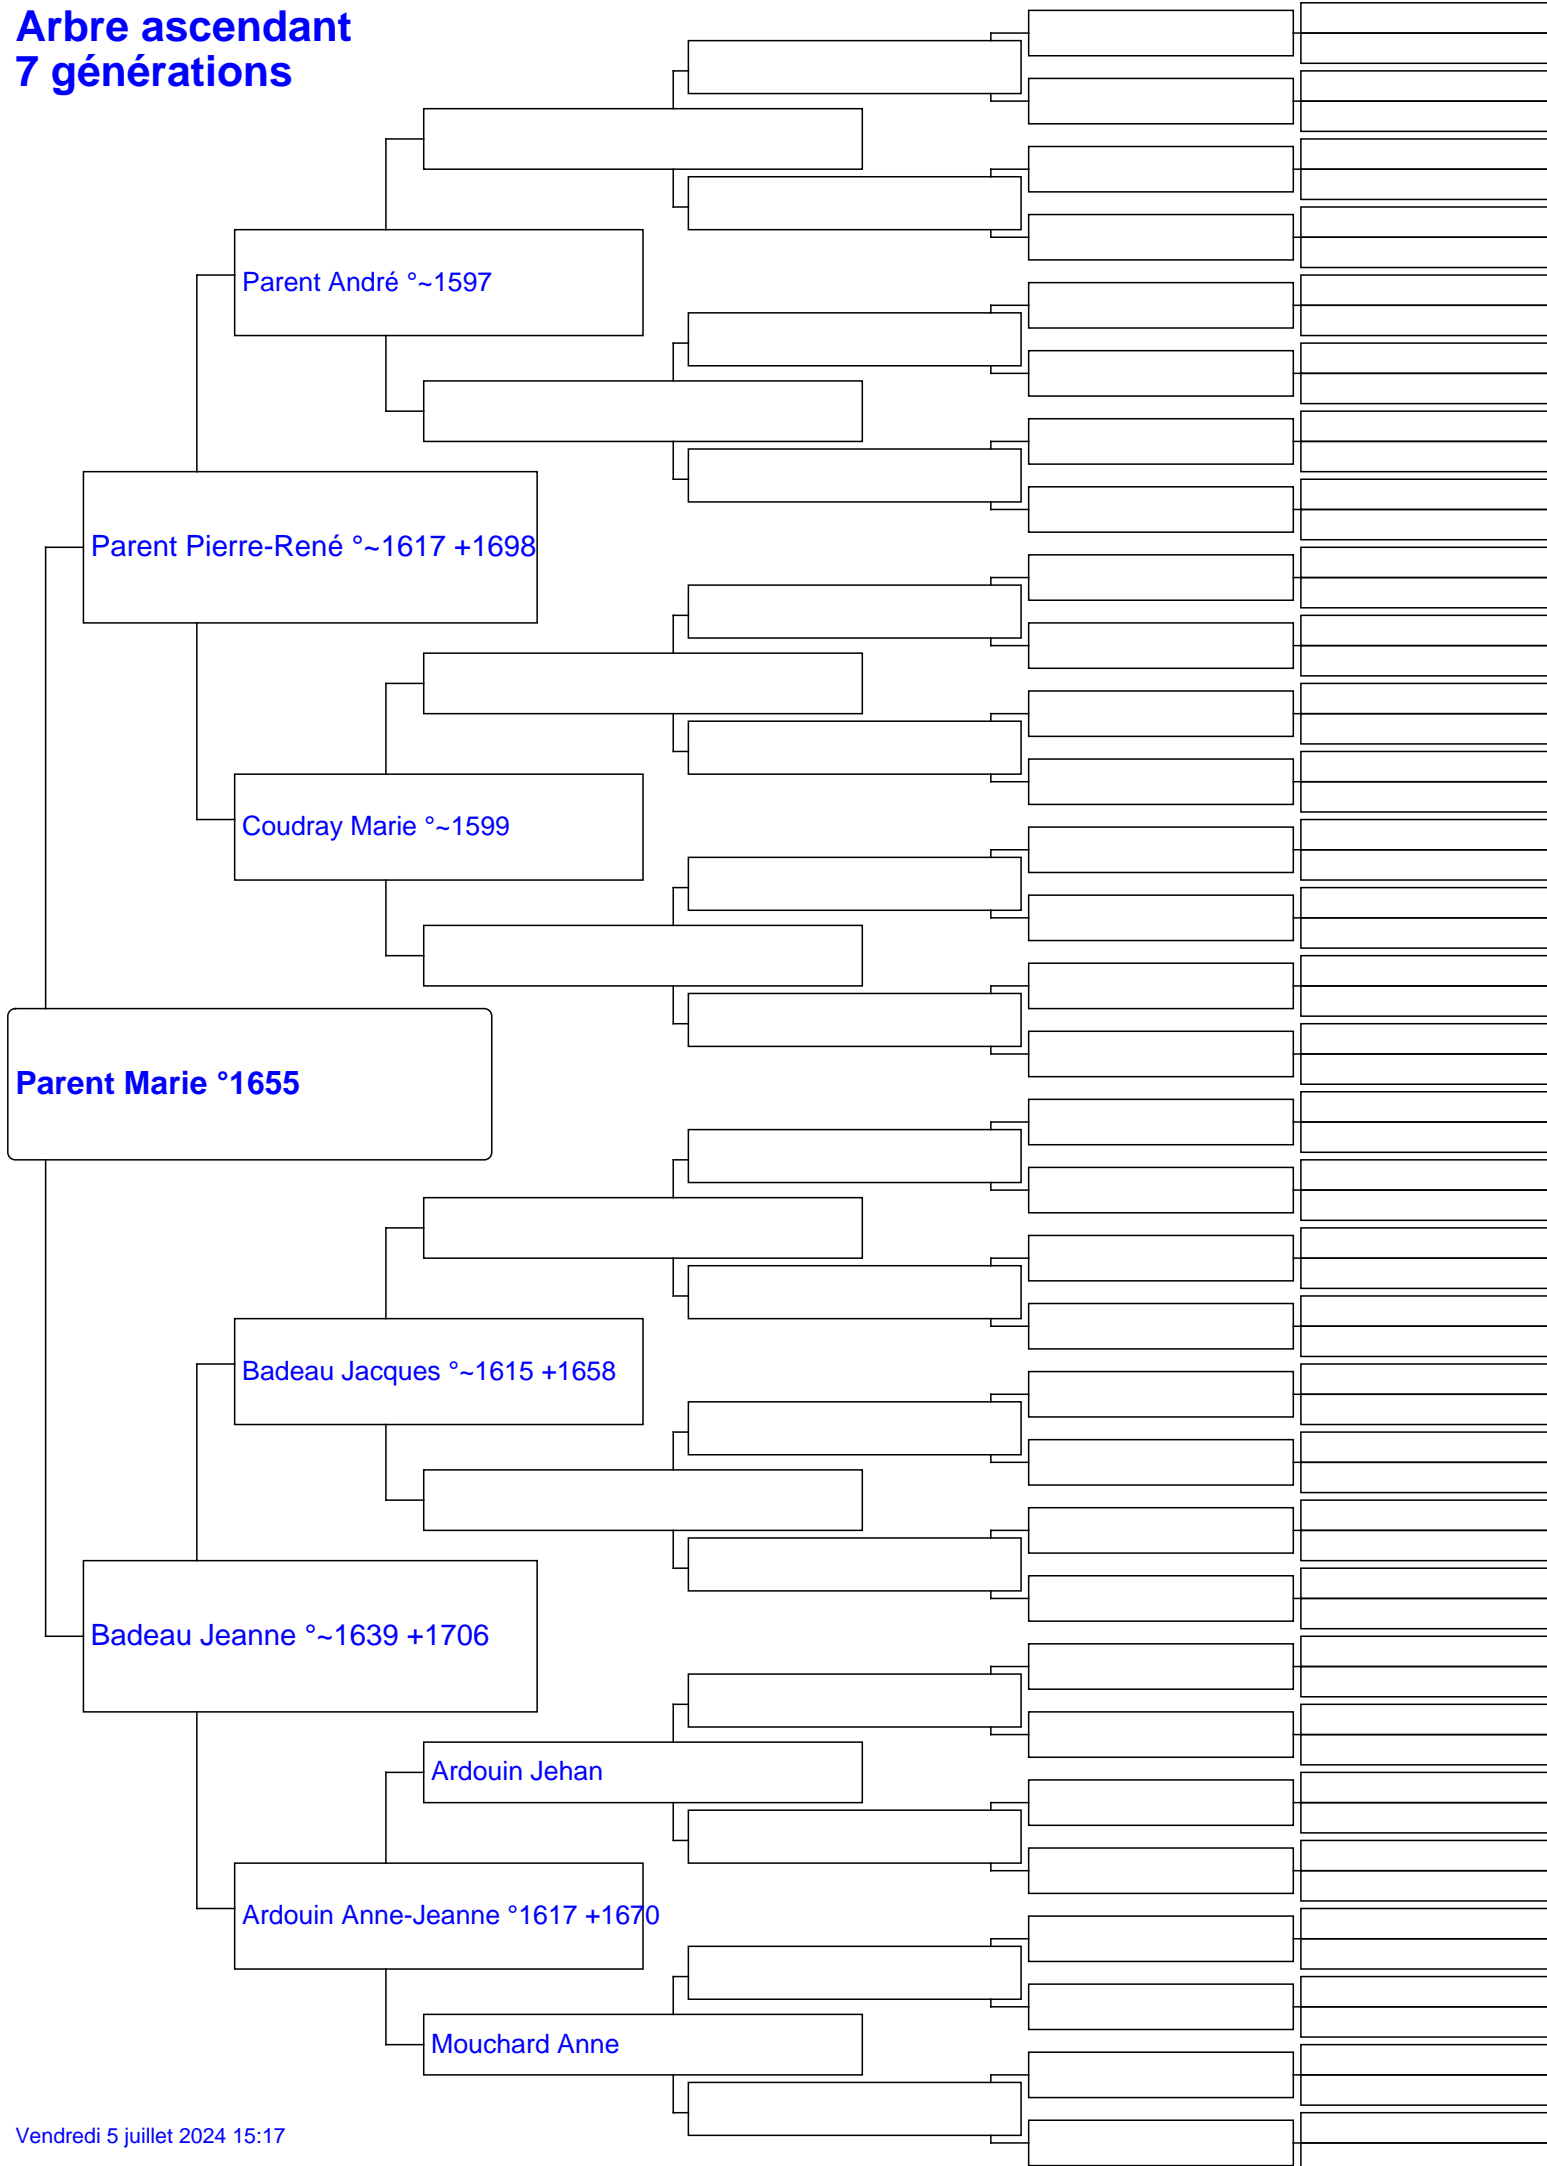 Arbre ascendant
7 générations
Parent André °~1597
Parent Pierre-René °~1617 +1698
Coudray Marie °~1599
Parent Marie °1655
Badeau Jacques °~1615 +1658
Badeau Jeanne °~1639 +1706
Ardouin Jehan
Ardouin Anne-Jeanne °1617 +1670
Mouchard Anne
Vendredi 5 juillet 2024 15:17